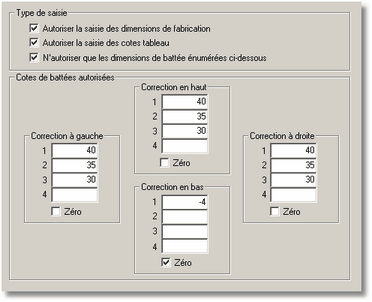 Type de saisie
Autoriser la saisie des dimensions de fabrication
Autoriser la saisie des cotes tableau
N'autoriser que les dimensions de battée énumérées ci-dessous
Cotes de battées autorisées
Correction en haut
1 40
2 35
3 30
4
Zéro
Correction à gauche
1 40
2 35
3 30
4
Zéro
Correction à droite
1 40
2 35
3 30
4
Zéro
Correction en bas
1 -4
2
3
4
Zéro